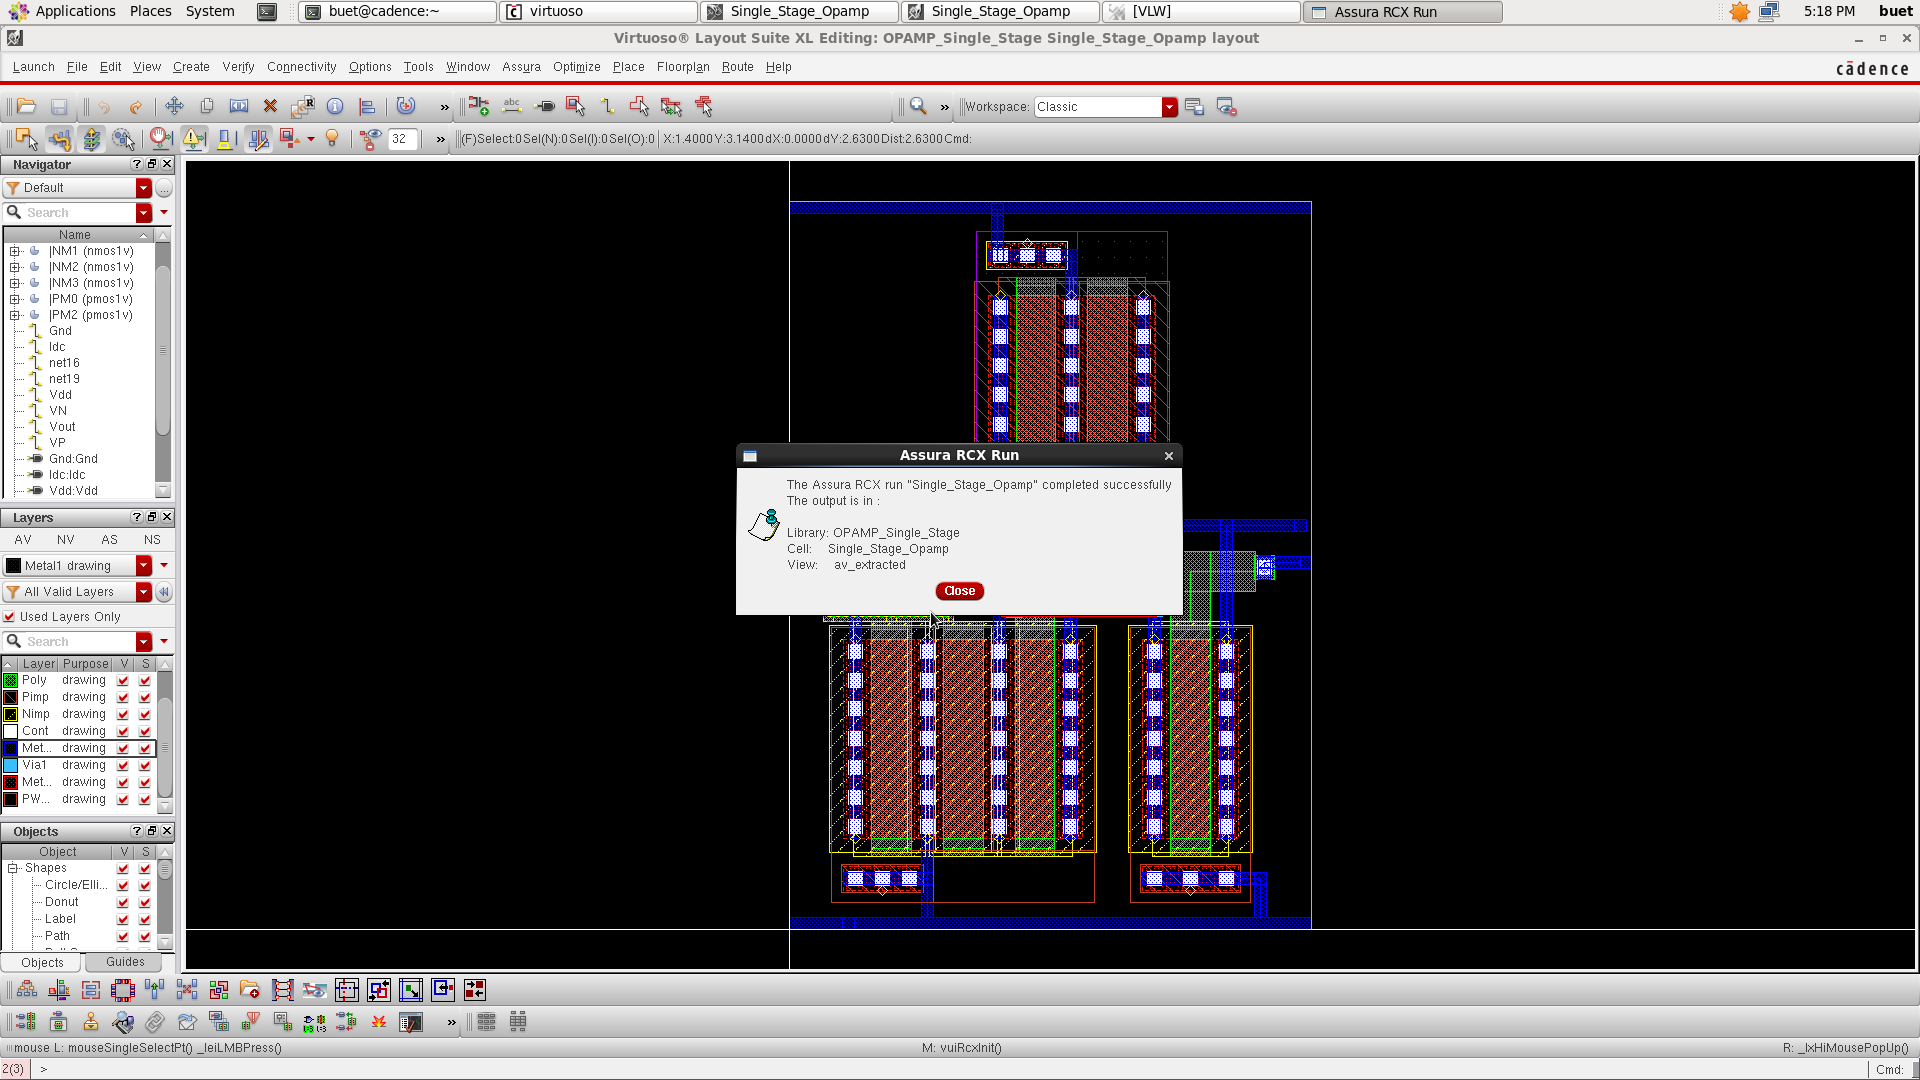 Applications Places System buet@cadence:~ virtuoso Single_Stage_Opamp Single_Stage_Opamp [VLW] Assura RCX Run 5:18 PM buet
Virtuoso® Layout Suite XL Editing: OPAMP_Single_Stage Single_Stage_Opamp layout
Launch File Edit View Create Verify Connectivity Options Tools Window Assura Optimize Place Floorplan Route Help cādence
abc R » » Workspace: Classic
32 » (F)Select:0 Sel(N):0 Sel(I):0 Sel(O):0 X:1.4000 Y:3.1400 dX:0.0000 dY:2.6300 Dist:2.6300 Cmd:
Navigator
Default
Search
Name
|NM1 (nmos1v)
|NM2 (nmos1v)
|NM3 (nmos1v)
|PM0 (pmos1v)
|PM2 (pmos1v)
Gnd
Idc
net16
net19
Vdd
VN
Vout
VP
Gnd:Gnd
Idc:Idc
Vdd:Vdd
Layers
AV NV AS NS
Metal1 drawing
All Valid Layers
Used Layers Only
Search
Layer Purpose V S
Poly drawing
Pimp drawing
Nimp drawing
Cont drawing
Met... drawing
Via1 drawing
Met... drawing
PW... drawing
Objects
Object V S
Shapes
Circle/Elli...
Donut
Label
Path
Objects Guides
Assura RCX Run
The Assura RCX run "Single_Stage_Opamp" completed successfully
The output is in :
Library: OPAMP_Single_Stage
Cell: Single_Stage_Opamp
View: av_extracted
Close
»
mouse L: mouseSingleSelectPt() _leiLMBPress() M: vuiRcxInit() R: _lxHiMousePopUp()
2(3) > Cmd: